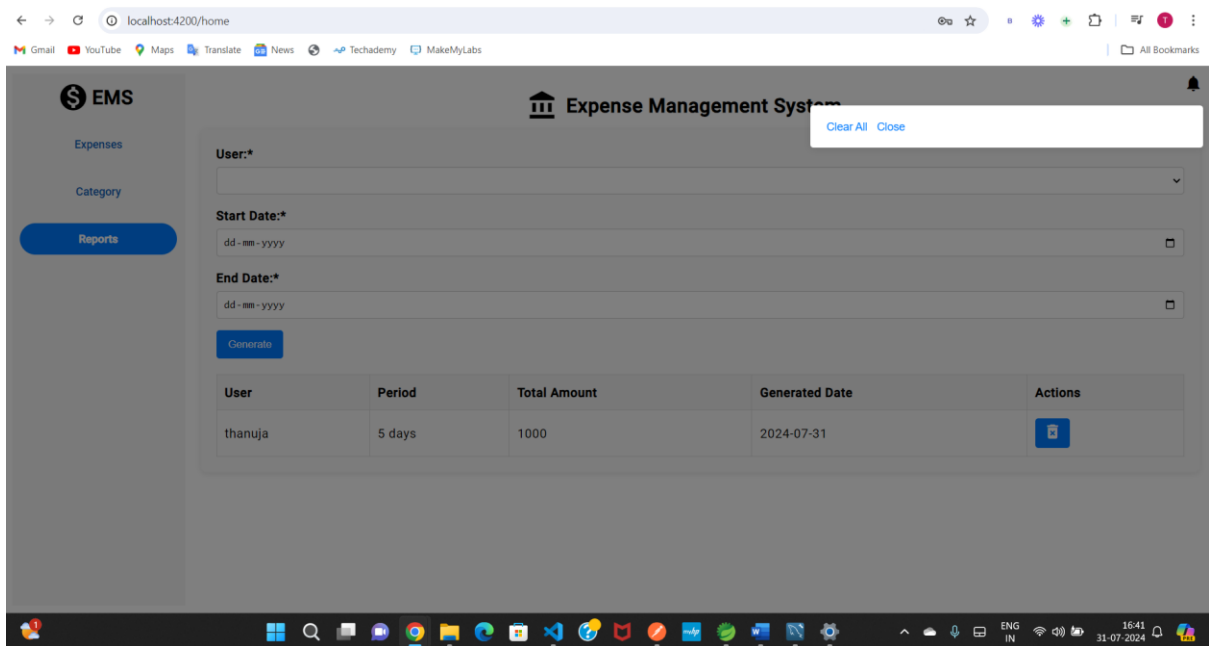 localhost:4200/home
T
Gmail YouTube Maps Translate News Techademy MakeMyLabs All Bookmarks
EMS
Expense Management System
Clear All Close
Expenses
Category
Reports
User:*
Start Date:*
dd-mm-yyyy
End Date:*
dd-mm-yyyy
Generate
User Period Total Amount Generated Date Actions
thanuja 5 days 1000 2024-07-31
1
ENG
IN
16:41
31-07-2024